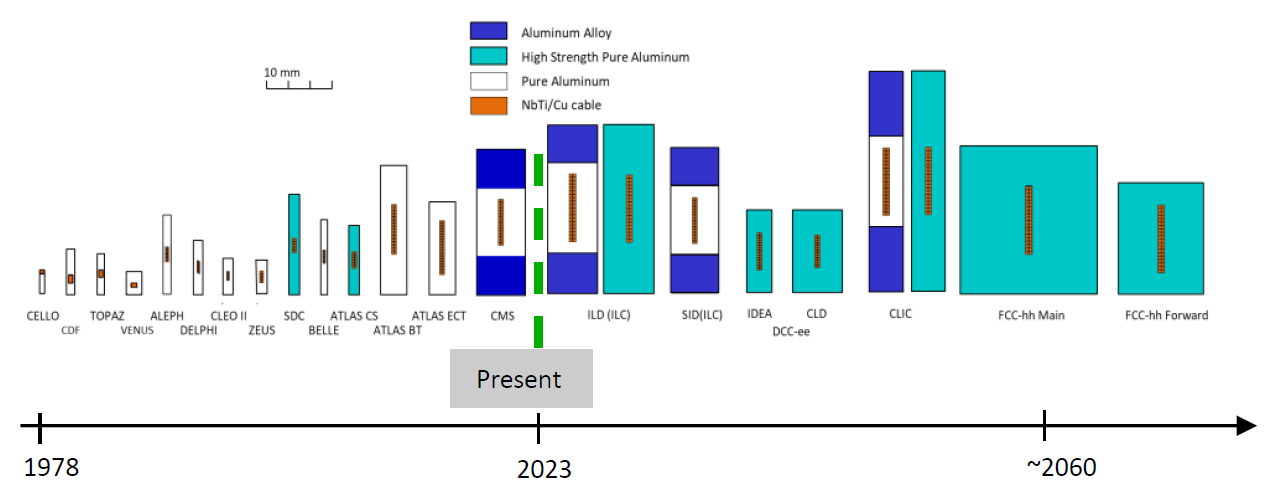 Aluminum Alloy
High Strength Pure Aluminum
10 mm
Pure Aluminum
NbTi/Cu cable
CELLO
CDF
TOPAZ
VENUS
ALEPH
DELPHI
CLEO II
ZEUS
SDC
BELLE
ATLAS CS
ATLAS BT
ATLAS ECT
CMS
ILD (ILC)
SID(ILC)
IDEA
DCC-ee
CLD
CLIC
FCC-hh Main
FCC-hh Forward
Present
1978
2023
~2060